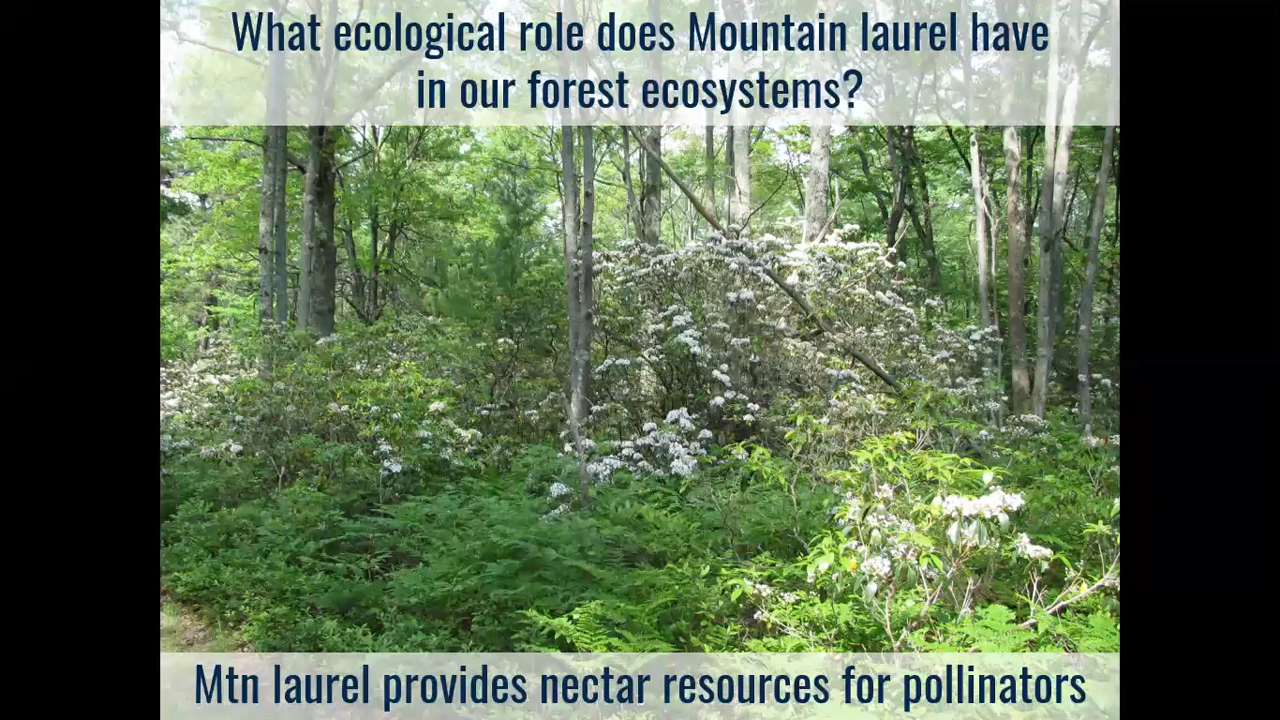 What ecological role does Mountain laurel have
in our forest ecosystems?
Mtn laurel provides nectar resources for pollinators